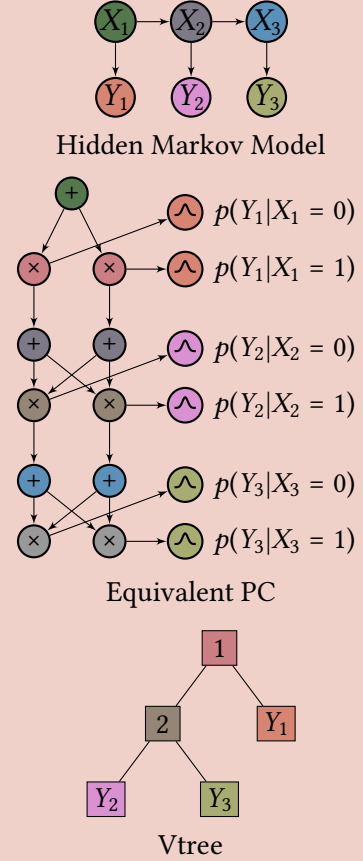 X₁ X₂ X₃
Y₁ Y₂ Y₃
Hidden Markov Model
+
p(Y₁|X₁ = 0)
× × p(Y₁|X₁ = 1)
+ + p(Y₂|X₂ = 0)
× × p(Y₂|X₂ = 1)
+ + p(Y₃|X₃ = 0)
× × p(Y₃|X₃ = 1)
Equivalent PC
1
2 Y₁
Y₂ Y₃
Vtree